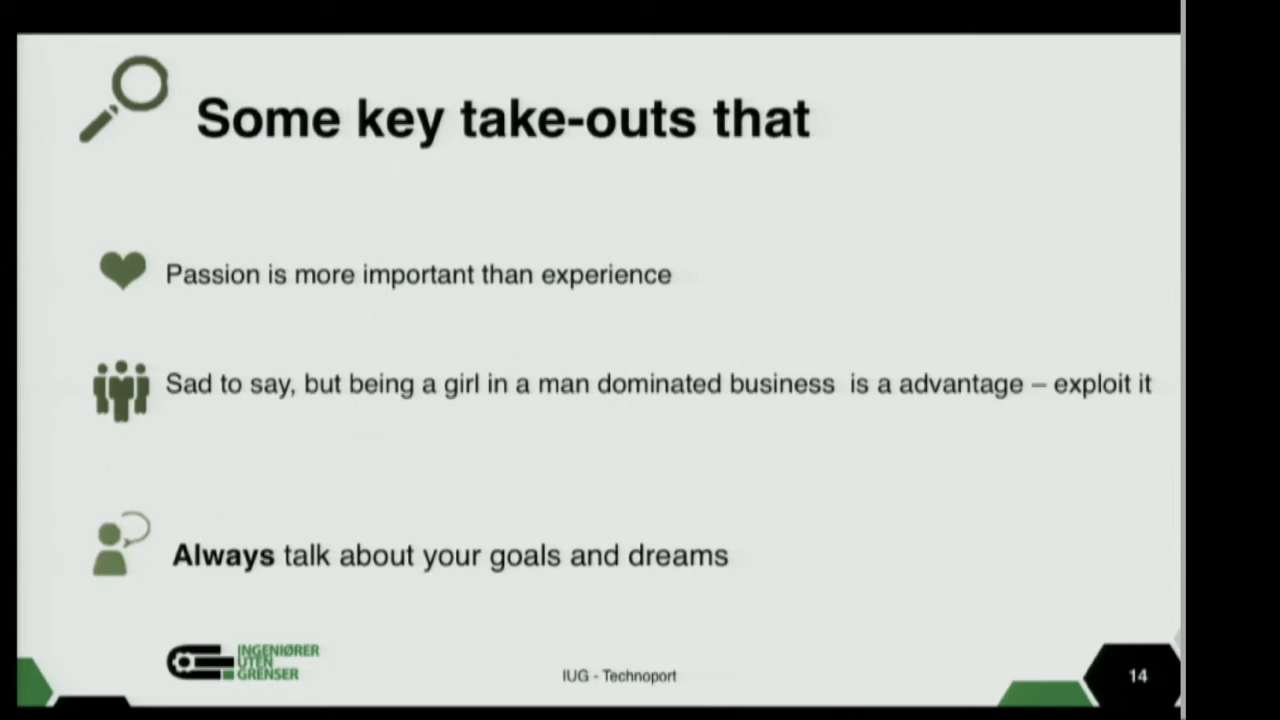 Some key take-outs that
Passion is more important than experience
Sad to say, but being a girl in a man dominated business  is a advantage – exploit it
Always talk about your goals and dreams
INGENIØRER
UTEN
GRENSER
IUG - Technoport
14